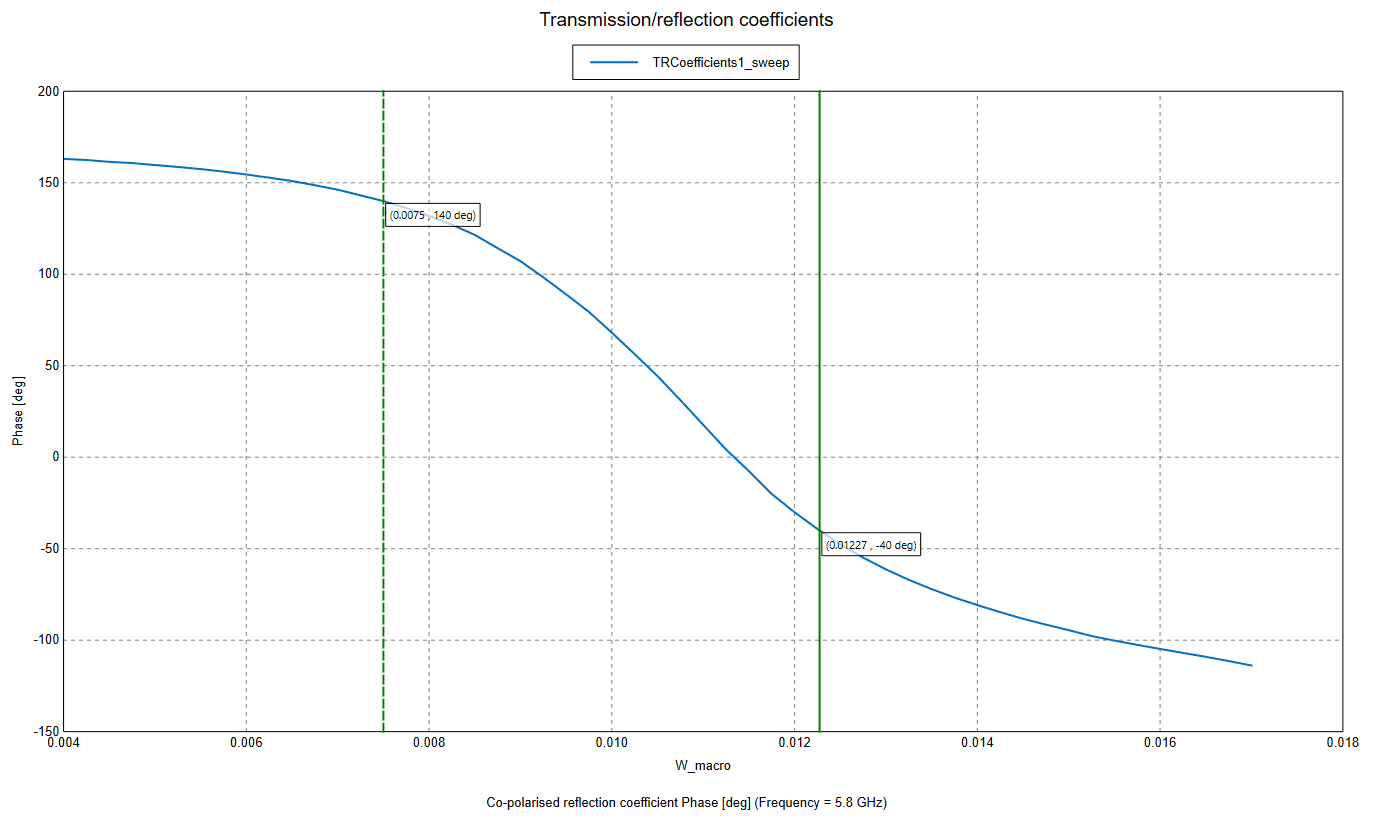 Transmission/reflection coefficients
TRCoefficients1_sweep
200
150
100
50
0
-50
-100
-150
Phase [deg]
(0.0075 , 140 deg)
(0.01227 , -40 deg)
0.004 0.006 0.008 0.010 0.012 0.014 0.016 0.018
W_macro
Co-polarised reflection coefficient Phase [deg] (Frequency = 5.8 GHz)